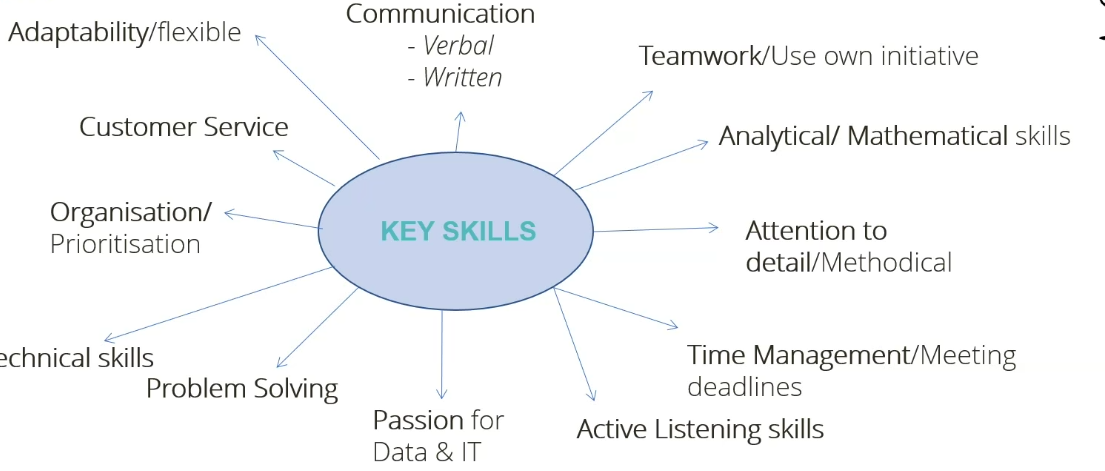 Communication
- Verbal
- Written
Adaptability/flexible
Teamwork/Use own initiative
Customer Service
Analytical/ Mathematical skills
Organisation/
Prioritisation
KEY SKILLS
Attention to
detail/Methodical
echnical skills
Problem Solving
Time Management/Meeting
deadlines
Passion for
Data & IT
Active Listening skills